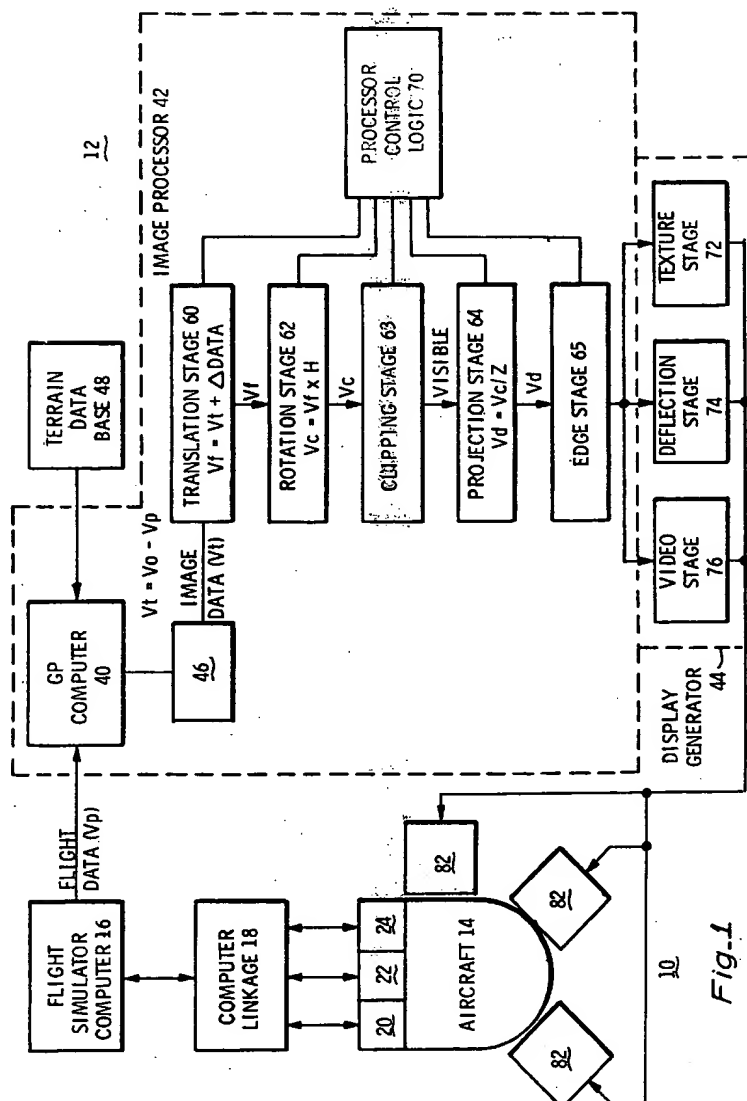 12
IMAGE PROCESSOR 42
TERRAIN
DATA
BASE 48
GP
COMPUTER
40
FLIGHT
DATA (Vp)
FLIGHT
SIMULATOR
COMPUTER 16
COMPUTER
LINKAGE 18
20
22
24
AIRCRAFT 14
82
82
82
10
Vt = Vo - Vp
46
IMAGE
DATA (Vt)
TRANSLATION STAGE 60
Vf = Vt + ΔDATA
Vf
ROTATION STAGE 62
Vc = Vf x H
Vc
CLIPPING STAGE 63
VISIBLE
PROJECTION STAGE 64
Vd = Vc/Z
Vd
EDGE STAGE 65
PROCESSOR
CONTROL
LOGIC 70
DISPLAY
GENERATOR
44
VIDEO
STAGE
76
DEFLECTION
STAGE
74
TEXTURE
STAGE
72
Fig-1